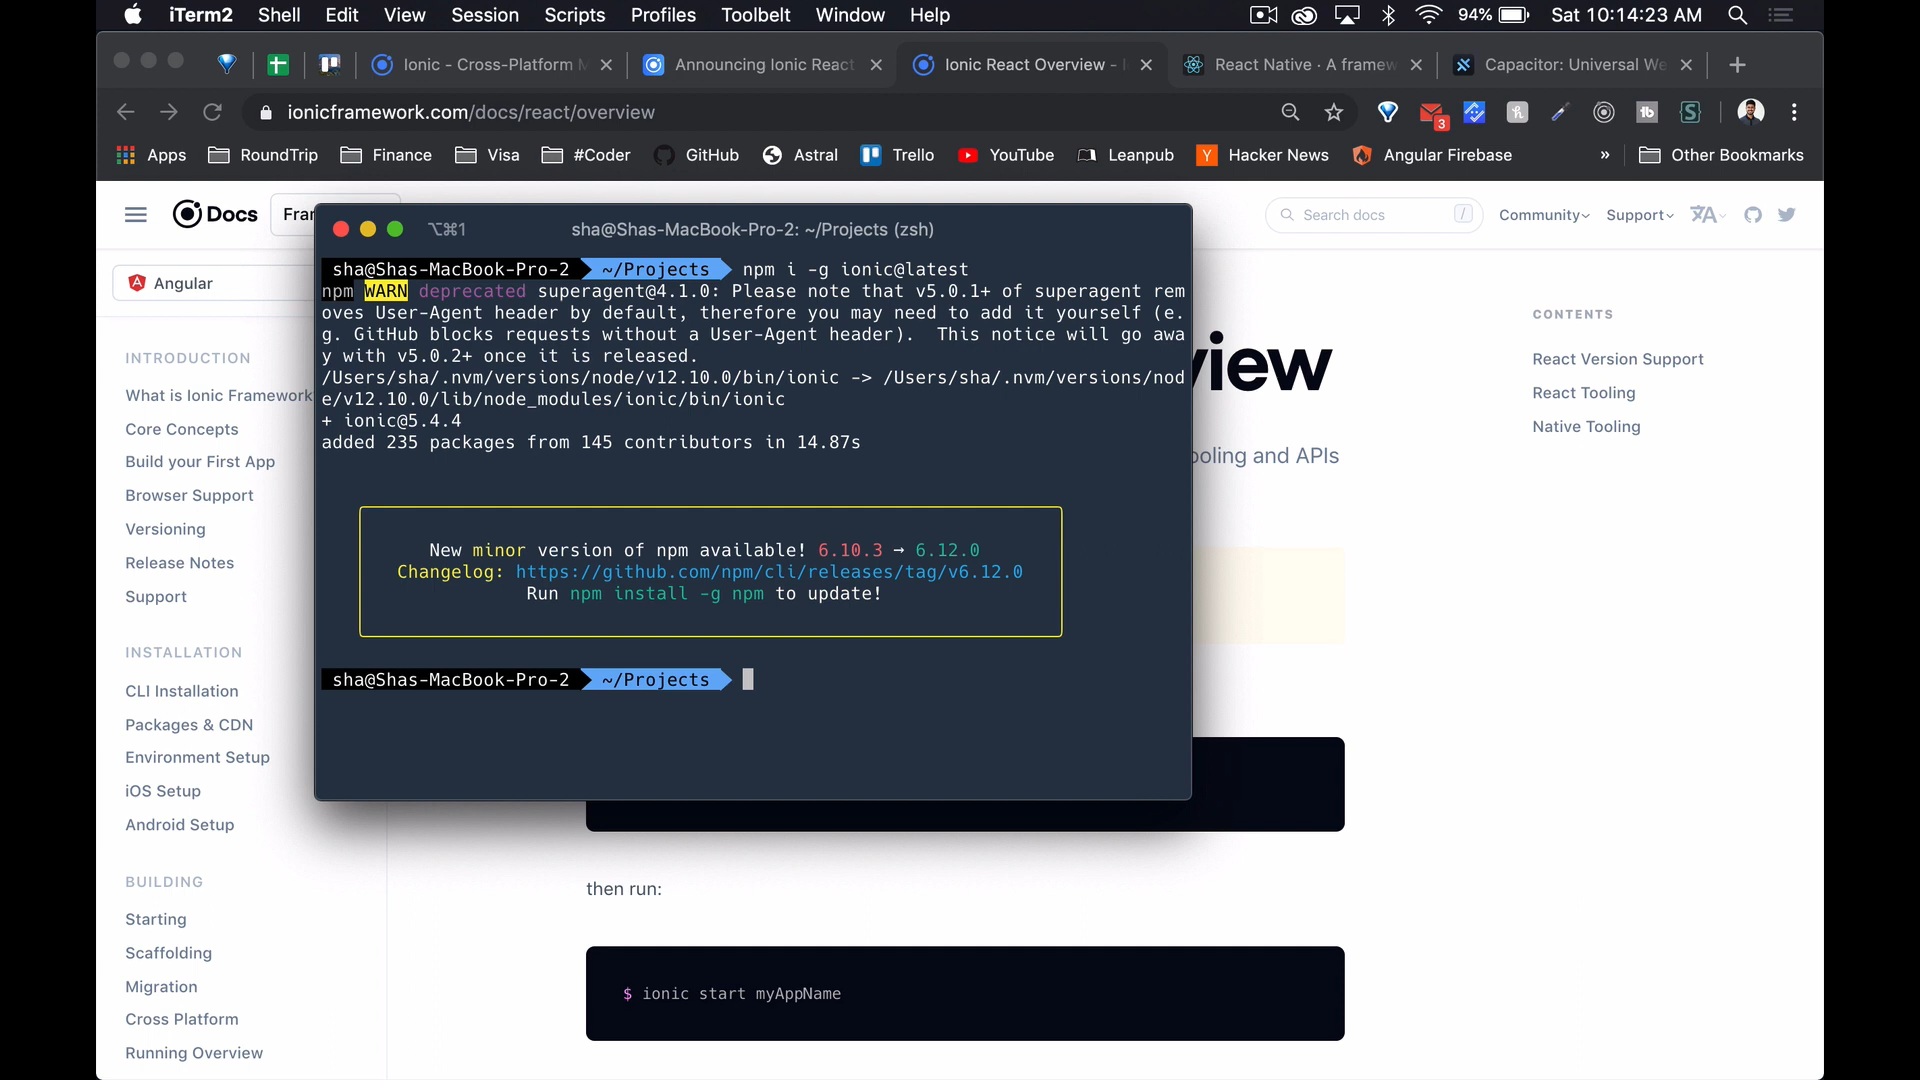 iTerm2 Shell Edit View Session Scripts Profiles Toolbelt Window Help 94% Sat 10:14:23 AM
Ionic - Cross-Platform M Announcing Ionic React Ionic React Overview - React Native · A framew Capacitor: Universal We
ionicframework.com/docs/react/overview 3
Apps RoundTrip Finance Visa #Coder GitHub Astral Trello YouTube Leanpub Hacker News Angular Firebase » Other Bookmarks
Docs Fra Search docs / Community Support
⌥⌘1 sha@Shas-MacBook-Pro-2: ~/Projects (zsh)
sha@Shas-MacBook-Pro-2 ~/Projects npm i -g ionic@latest
npm WARN deprecated superagent@4.1.0: Please note that v5.0.1+ of superagent rem
oves User-Agent header by default, therefore you may need to add it yourself (e.
g. GitHub blocks requests without a User-Agent header).  This notice will go awa
y with v5.0.2+ once it is released.
/Users/sha/.nvm/versions/node/v12.10.0/bin/ionic -> /Users/sha/.nvm/versions/nod
e/v12.10.0/lib/node_modules/ionic/bin/ionic
+ ionic@5.4.4
added 235 packages from 145 contributors in 14.87s
New minor version of npm available! 6.10.3 → 6.12.0
Changelog: https://github.com/npm/cli/releases/tag/v6.12.0
Run npm install -g npm to update!
sha@Shas-MacBook-Pro-2 ~/Projects
Angular
INTRODUCTION
What is Ionic Framework
Core Concepts
Build your First App
Browser Support
Versioning
Release Notes
Support
INSTALLATION
CLI Installation
Packages & CDN
Environment Setup
iOS Setup
Android Setup
BUILDING
Starting
Scaffolding
Migration
Cross Platform
Running Overview
view
ooling and APIs
then run:
$ ionic start myAppName
CONTENTS
React Version Support
React Tooling
Native Tooling